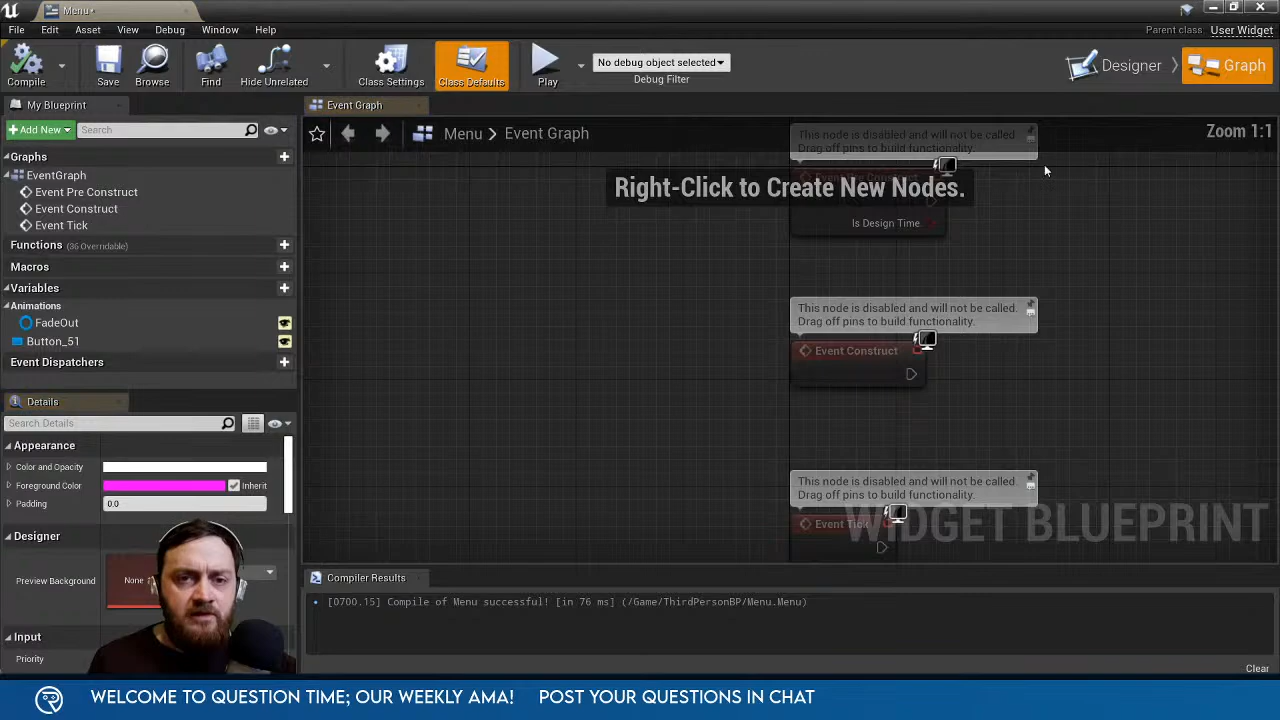 Menu*
File Edit Asset View Debug Window Help
Parent class: User Widget
Compile Save Browse Find Hide Unrelated Class Settings Class Defaults Play
No debug object selected
Debug Filter
Designer Graph
My Blueprint
Add New Search
Graphs
EventGraph
Event Pre Construct
Event Construct
Event Tick
Functions (36 Overridable)
Macros
Variables
Animations
FadeOut
Button_51
Event Dispatchers
Details
Search Details
Appearance
Color and Opacity
Foreground Color Inherit
Padding 0.0
Designer
Preview Background None
Input
Priority
Event Graph
Menu > Event Graph
Zoom 1:1
This node is disabled and will not be called.
Drag off pins to build functionality.
Right-Click to Create New Nodes.
Is Design Time
This node is disabled and will not be called.
Drag off pins to build functionality.
Event Construct
This node is disabled and will not be called.
Drag off pins to build functionality.
Event Tick
WIDGET BLUEPRINT
Compiler Results
[0700.15] Compile of Menu successful! [in 76 ms] (/Game/ThirdPersonBP/Menu.Menu)
Clear
WELCOME TO QUESTION TIME; OUR WEEKLY AMA! POST YOUR QUESTIONS IN CHAT